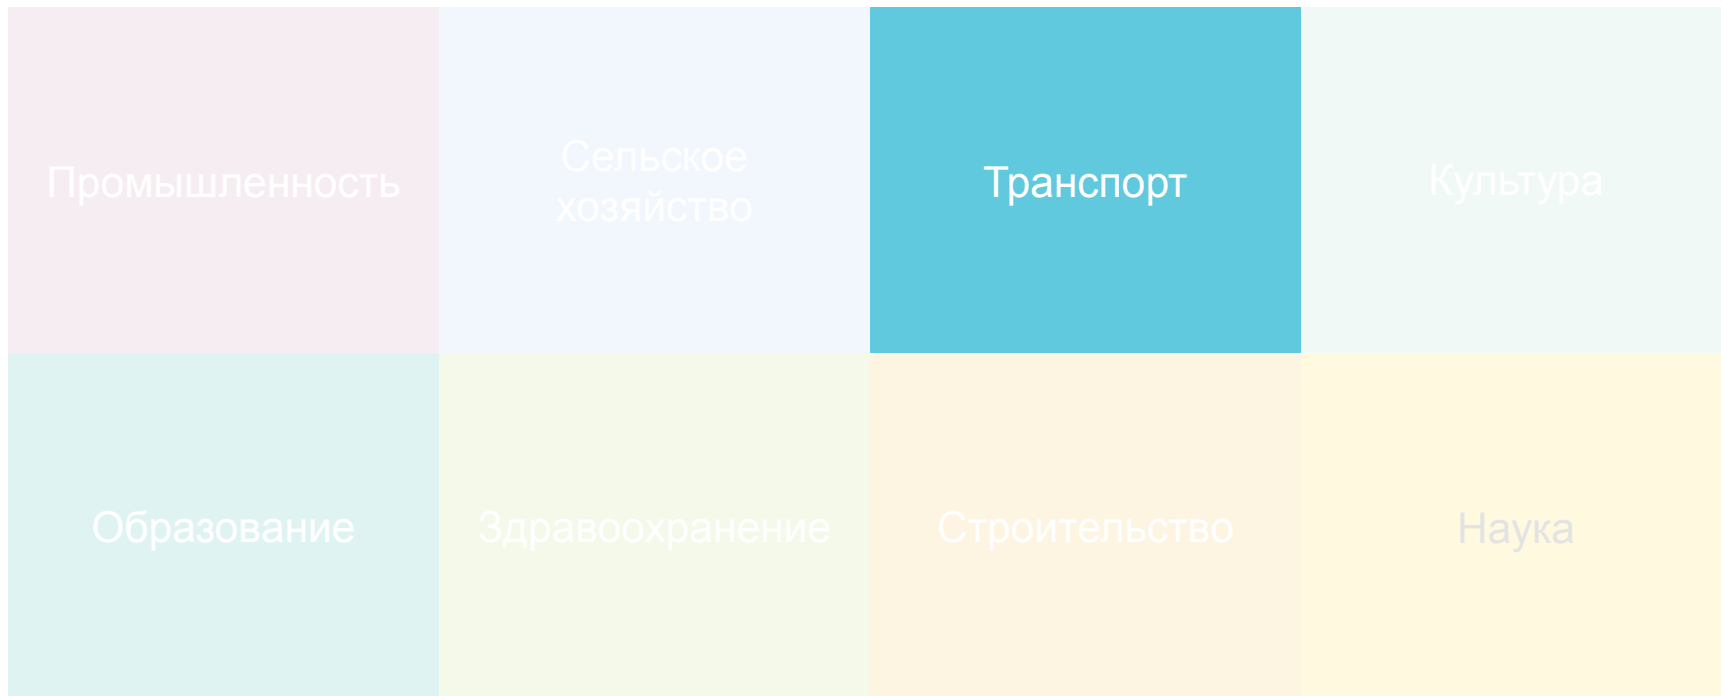 Промышленность
Сельское
хозяйство
Транспорт
Культура
Образование
Здравоохранение
Строительство
Наука